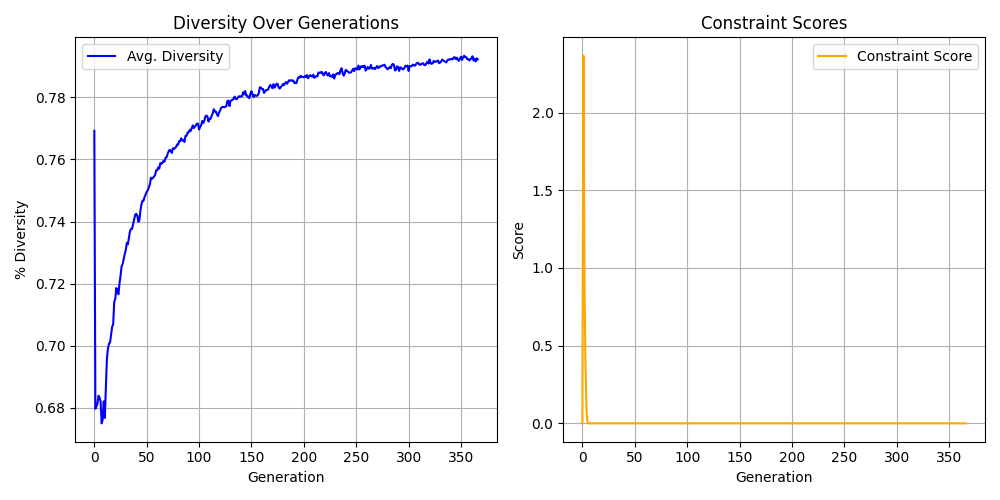 Diversity Over Generations
Avg. Diversity
0.78
0.76
0.74
0.72
0.70
0.68
% Diversity
0 50 100 150 200 250 300 350
Generation
Constraint Scores
Constraint Score
2.0
1.5
1.0
0.5
0.0
Score
0 50 100 150 200 250 300 350
Generation